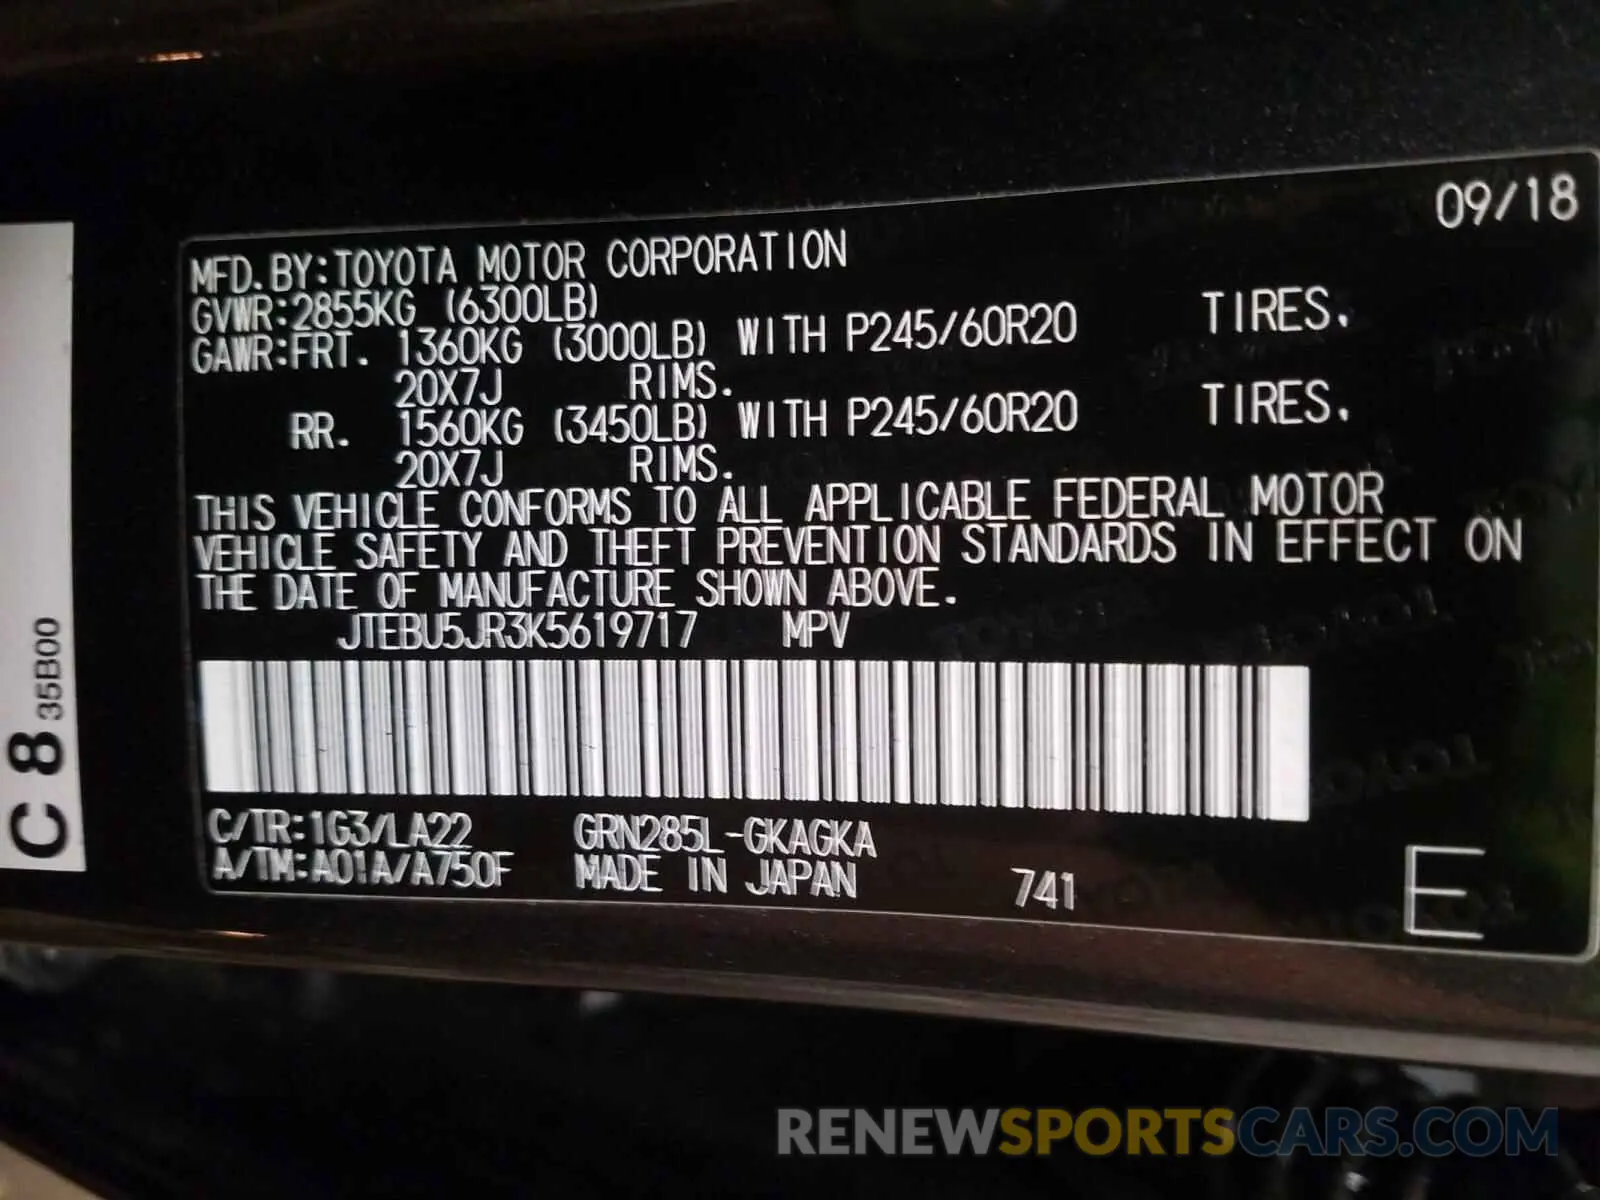 09/18
MFD.BY:TOYOTA MOTOR CORPORATION
GVWR:2855KG (6300LB)
GAWR:FRT. 1360KG (3000LB) WITH P245/60R20 TIRES.
20X7J RIMS.
RR. 1560KG (3450LB) WITH P245/60R20 TIRES.
20X7J RIMS.
THIS VEHICLE CONFORMS TO ALL APPLICABLE FEDERAL MOTOR
VEHICLE SAFETY AND THEFT PREVENTION STANDARDS IN EFFECT ON
THE DATE OF MANUFACTURE SHOWN ABOVE.
JTEBU5JR3K5619717 MPV
C/TR:1G3/LA22 GRN285L-GKAGKA
A/TM:A01A/A750F MADE IN JAPAN 741
E
C 8 35B00
RENEWSPORTSCARS.COM